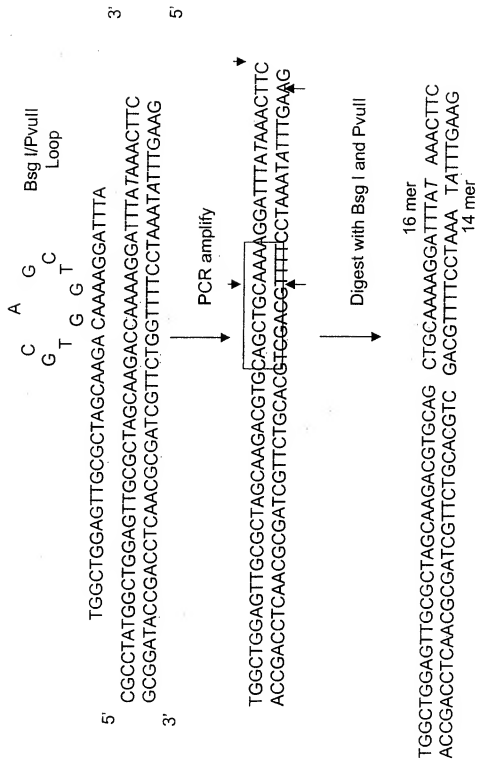 Bsg I/PvuII
Loop
A
C G
G C
T G G T
TGGCTGGAGTTGCGCTAGCAAGA CAAAAGGATTTA
5' 3'
CGCCTATGGCTGGAGTTGCGCTAGCAAGACCAAAAGGATTTATAAACTTC
GCGGATACCGACCTCAACGCGATCGTTCTGGTTTTCCTAAATATTTGAAG
3' 5'
PCR amplify
TGGCTGGAGTTGCGCTAGCAAGACGTGCAGCTGCAAAAGGATTTATAAACTTC
ACCGACCTCAACGCGATCGTTCTGCACGTCGACGTTTTCCTAAATATTTGAAG
Digest with Bsg I and PvuII
16 mer
TGGCTGGAGTTGCGCTAGCAAGACGTGCAG CTGCAAAAGGATTTAT AAACTTC
ACCGACCTCAACGCGATCGTTCTGCACGTC GACGTTTTCCTAAA TATTTGAAG
14 mer